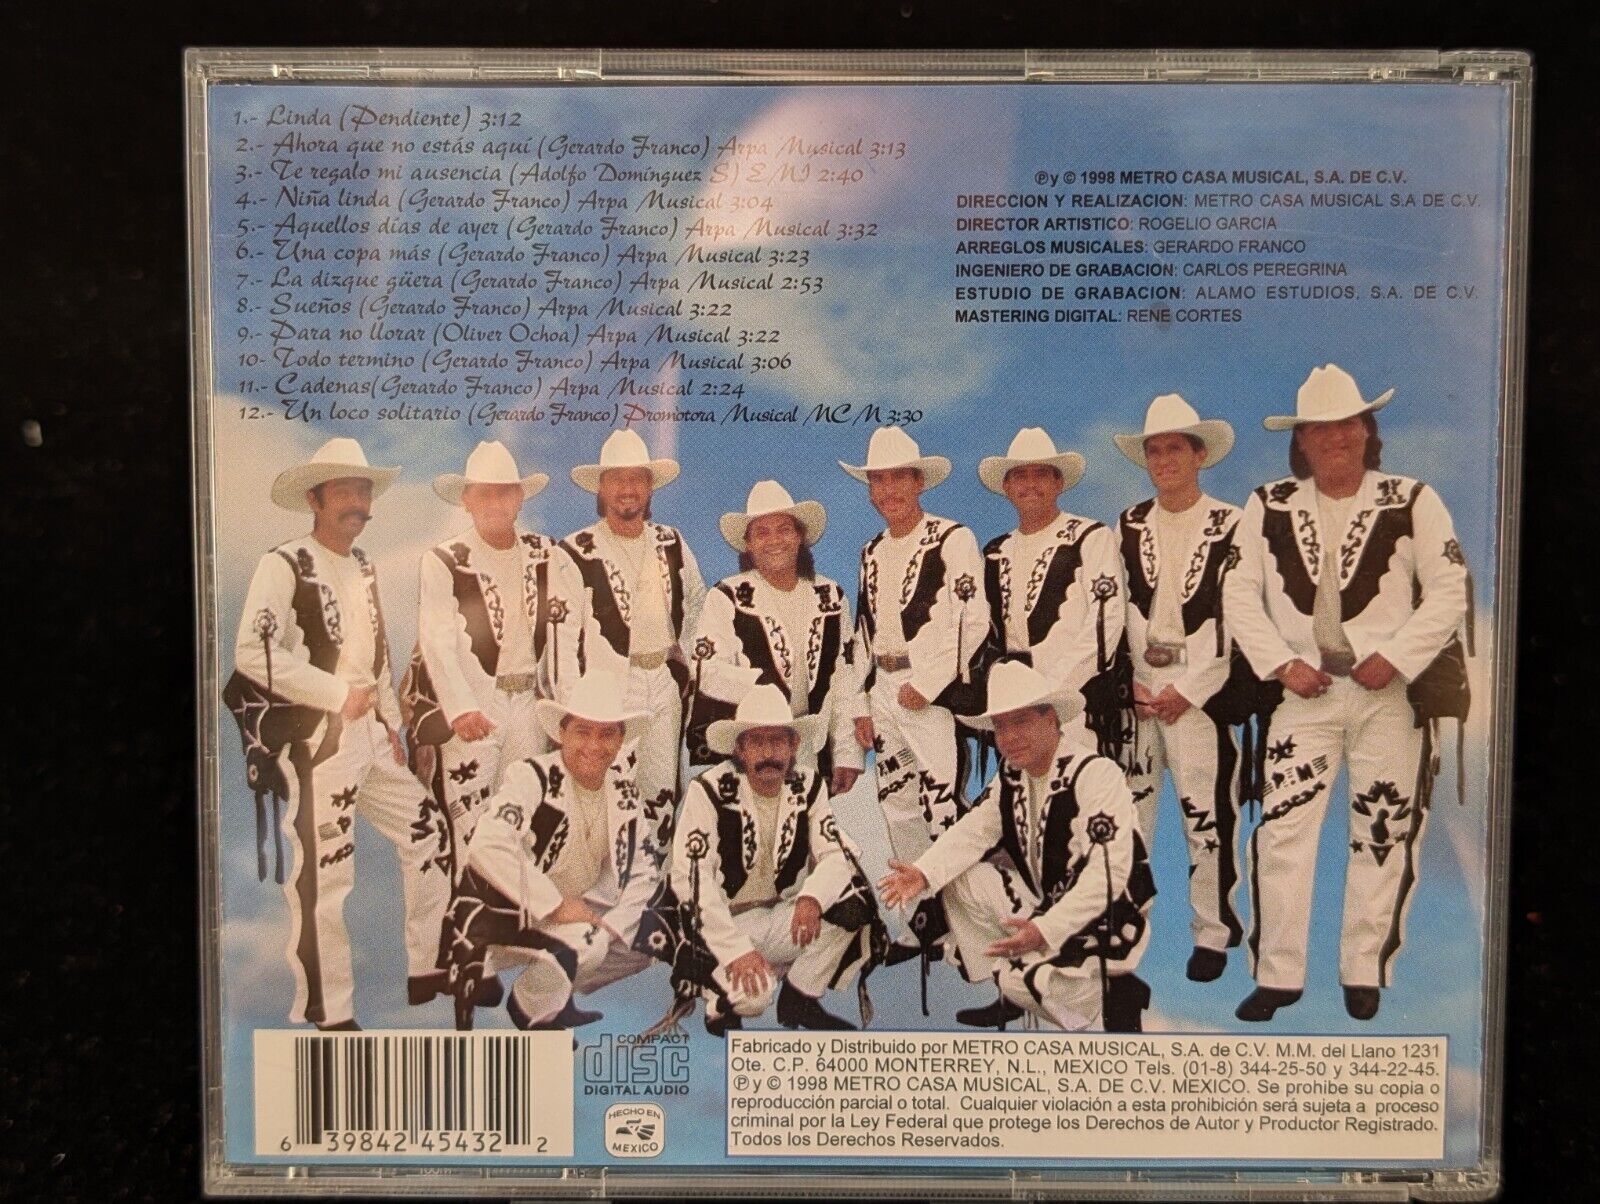 1.- Linda (Pendiente) 3:12
2.- Ahora que no estás aquí (Gerardo Franco) Arpa Musical 3:13
3.- Te regalo mi ausencia (Adolfo Domínguez S) EMI 2:40
4.- Niña linda (Gerardo Franco) Arpa Musical 3:04
5.- Aquellos días de ayer (Gerardo Franco) Arpa Musical 3:32
6.- Una copa más (Gerardo Franco) Arpa Musical 3:23
7.- La dizque güera (Gerardo Franco) Arpa Musical 2:53
8.- Sueños (Gerardo Franco) Arpa Musical 3:22
9.- Para no llorar (Oliver Ochoa) Arpa Musical 3:22
10- Todo termino (Gerardo Franco) Arpa Musical 3:06
11.- Cadenas(Gerardo Franco) Arpa Musical 2:24
12.- Un loco solitario (Gerardo Franco) Promotora Musical MCM 3:30
℗ y © 1998 METRO CASA MUSICAL, S.A. DE C.V.
DIRECCION Y REALIZACION: METRO CASA MUSICAL S.A DE C.V.
DIRECTOR ARTISTICO: ROGELIO GARCIA
ARREGLOS MUSICALES: GERARDO FRANCO
INGENIERO DE GRABACION: CARLOS PEREGRINA
ESTUDIO DE GRABACION: ALAMO ESTUDIOS, S.A. DE C.V.
MASTERING DIGITAL: RENE CORTES
6 39842 45432 2
COMPACT
disc
DIGITAL AUDIO
HECHO EN
MEXICO
Fabricado y Distribuido por METRO CASA MUSICAL, S.A. de C.V. M.M. del Llano 1231
Ote. C.P. 64000 MONTERREY, N.L., MEXICO Tels. (01-8) 344-25-50 y 344-22-45.
℗ y © 1998 METRO CASA MUSICAL, S.A. DE C.V. MEXICO. Se prohibe su copia o
reproducción parcial o total. Cualquier violación a esta prohibición será sujeta a proceso
criminal por la Ley Federal que protege los Derechos de Autor y Productor Registrado.
Todos los Derechos Reservados.